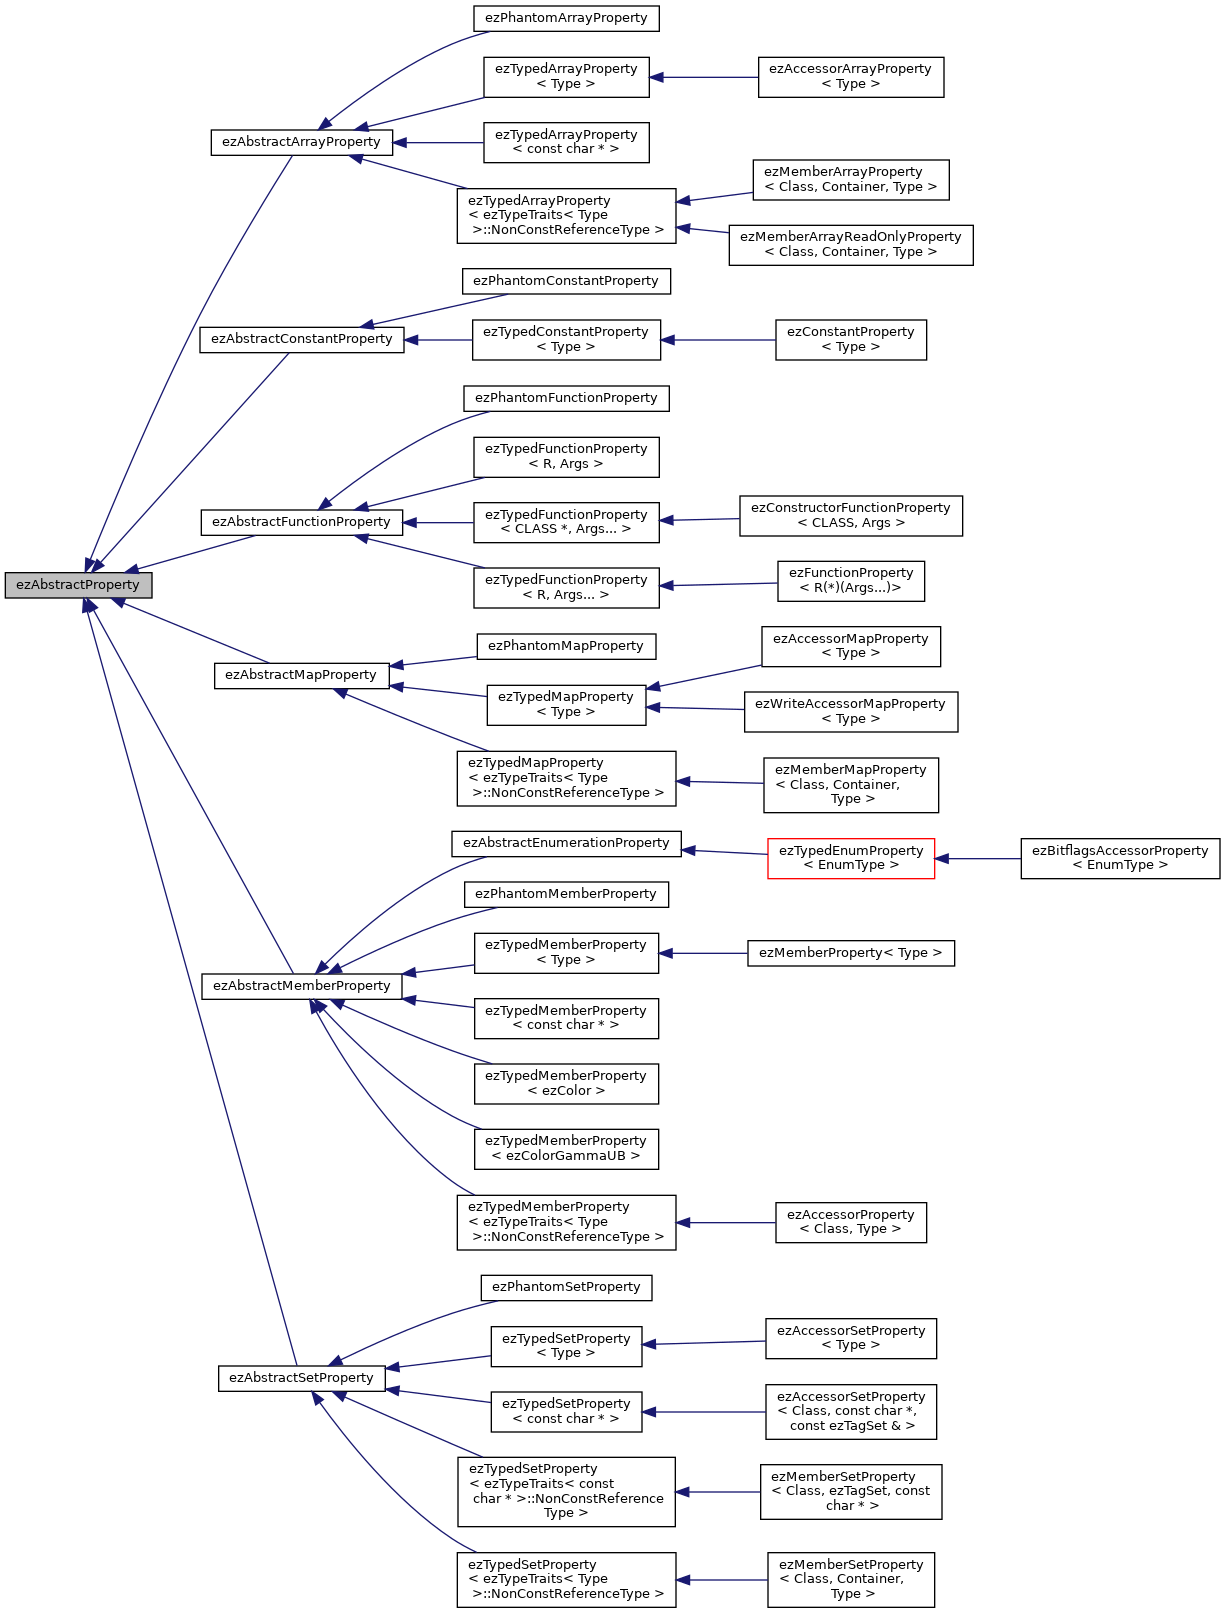 ezPhantomArrayProperty
ezTypedArrayProperty
< Type >
ezAccessorArrayProperty
< Type >
ezAbstractArrayProperty
ezTypedArrayProperty
< const char * >
ezTypedArrayProperty
< ezTypeTraits< Type
>::NonConstReferenceType >
ezMemberArrayProperty
< Class, Container, Type >
ezMemberArrayReadOnlyProperty
< Class, Container, Type >
ezPhantomConstantProperty
ezAbstractConstantProperty
ezTypedConstantProperty
< Type >
ezConstantProperty
< Type >
ezPhantomFunctionProperty
ezTypedFunctionProperty
< R, Args >
ezAbstractFunctionProperty
ezTypedFunctionProperty
< CLASS *, Args... >
ezConstructorFunctionProperty
< CLASS, Args >
ezTypedFunctionProperty
< R, Args... >
ezFunctionProperty
< R(*)(Args...)>
ezAbstractProperty
ezPhantomMapProperty
ezAbstractMapProperty
ezTypedMapProperty
< Type >
ezAccessorMapProperty
< Type >
ezWriteAccessorMapProperty
< Type >
ezTypedMapProperty
< ezTypeTraits< Type
>::NonConstReferenceType >
ezMemberMapProperty
< Class, Container,
Type >
ezAbstractEnumerationProperty
ezTypedEnumProperty
< EnumType >
ezBitflagsAccessorProperty
< EnumType >
ezPhantomMemberProperty
ezTypedMemberProperty
< Type >
ezMemberProperty< Type >
ezAbstractMemberProperty
ezTypedMemberProperty
< const char * >
ezTypedMemberProperty
< ezColor >
ezTypedMemberProperty
< ezColorGammaUB >
ezTypedMemberProperty
< ezTypeTraits< Type
>::NonConstReferenceType >
ezAccessorProperty
< Class, Type >
ezPhantomSetProperty
ezTypedSetProperty
< Type >
ezAccessorSetProperty
< Type >
ezAbstractSetProperty
ezTypedSetProperty
< const char * >
ezAccessorSetProperty
< Class, const char *,
const ezTagSet & >
ezTypedSetProperty
< ezTypeTraits< const
char * >::NonConstReference
Type >
ezMemberSetProperty
< Class, ezTagSet, const
char * >
ezTypedSetProperty
< ezTypeTraits< Type
>::NonConstReferenceType >
ezMemberSetProperty
< Class, Container,
Type >